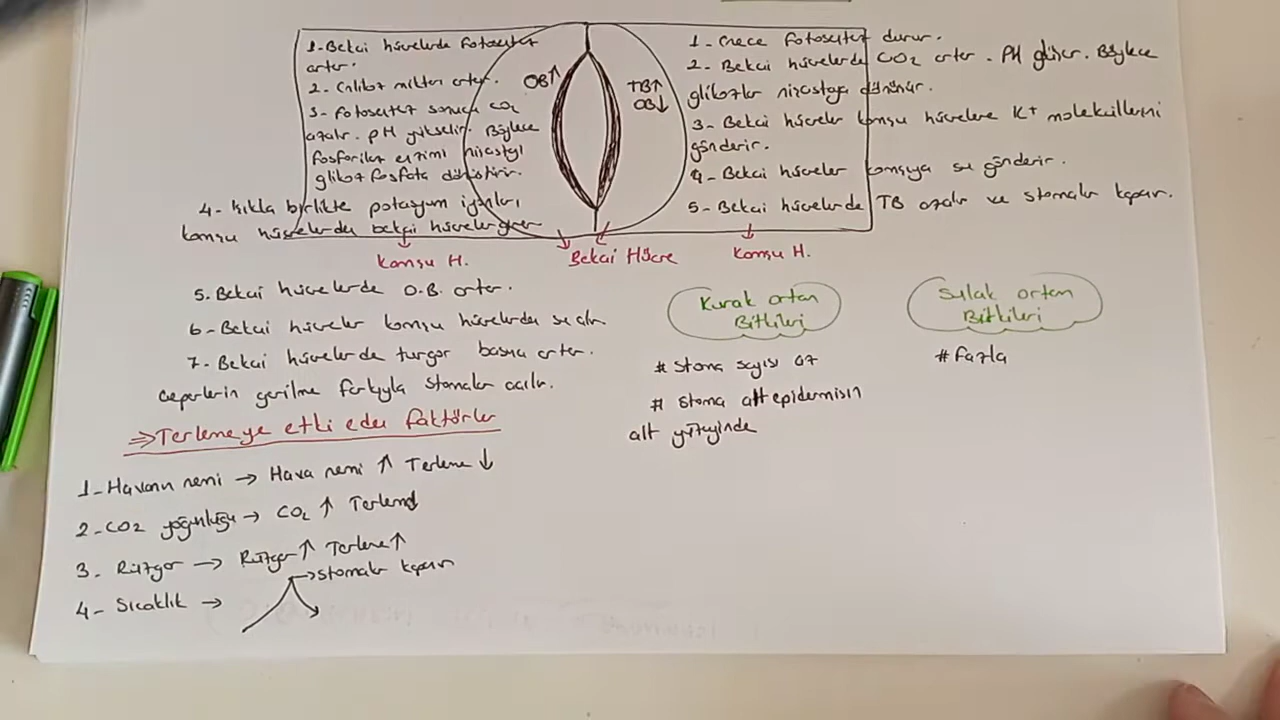 1-Bekçi hücrelerde fotosentez
artar.
2- Glikoz miktarı artar.
3- Fotosentez sonucu CO2
azalır. pH yükselir. Böylece
fosforilaz enzimi nişastayı
glikoz fosfata dönüştürür.
4- Işıkla birlikte potasyum iyonları,
komşu hücrelerden bekçi hücrelere girer
OB↑
TB↑
OB↓
1- Gece fotosentez durur.
2- Bekçi hücrelerde CO2 artar. PH düşer. Böylece
glikozlar nişastaya dönüşür.
3- Bekçi hücreler komşu hücrelere K+ moleküllerini
gönderir.
4- Bekçi hücreler komşuya su gönderir.
5- Bekçi hücrelerde TB azalır ve stomalar kapanır.
Komşu H.
Bekçi Hücre
Komşu H.
5. Bekçi hücrelerde O.B. artar.
6- Bekçi hücreler komşu hücrelerden su alır
7- Bekçi hücrelerde turgor basıncı artar.
Çeperlerin gerilme farkıyla stomalar açılır.
⇒Terlemeye etki eden faktörler
1-Havanın nemi → Hava nemi ↑ Terleme ↓
2-CO2 yoğunluğu → CO2 ↑ Terleme↓
3. Rüzgar → Rüzgar ↑ Terleme ↑
4- Sıcaklık →
→stomalar kapanır
Kurak ortam
Bitkileri
# Stoma sayısı az
# Stoma alt epidermisin
alt yüzeyinde
Sulak ortam
Bitkileri
# fazla